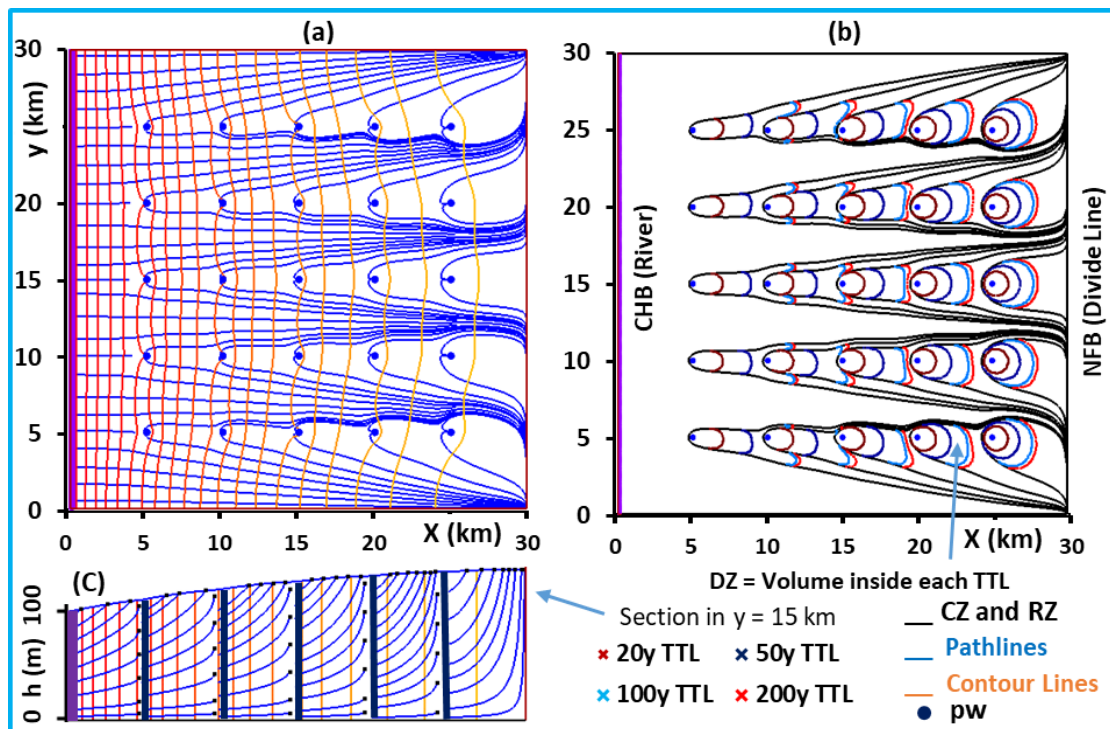 (a)
30
25
20
15
10
5
0
y (km)
0
5
10
15
20
X (km)
30
(b)
30
25
20
15
10
5
0
CHB (River)
NFB (Divide Line)
0
5
10
15
20
X (km)
30
(C)
100
0 h (m)
DZ = Volume inside each TTL
Section in y = 15 km
20y TTL
50y TTL
100y TTL
200y TTL
CZ and RZ
Pathlines
Contour Lines
pw